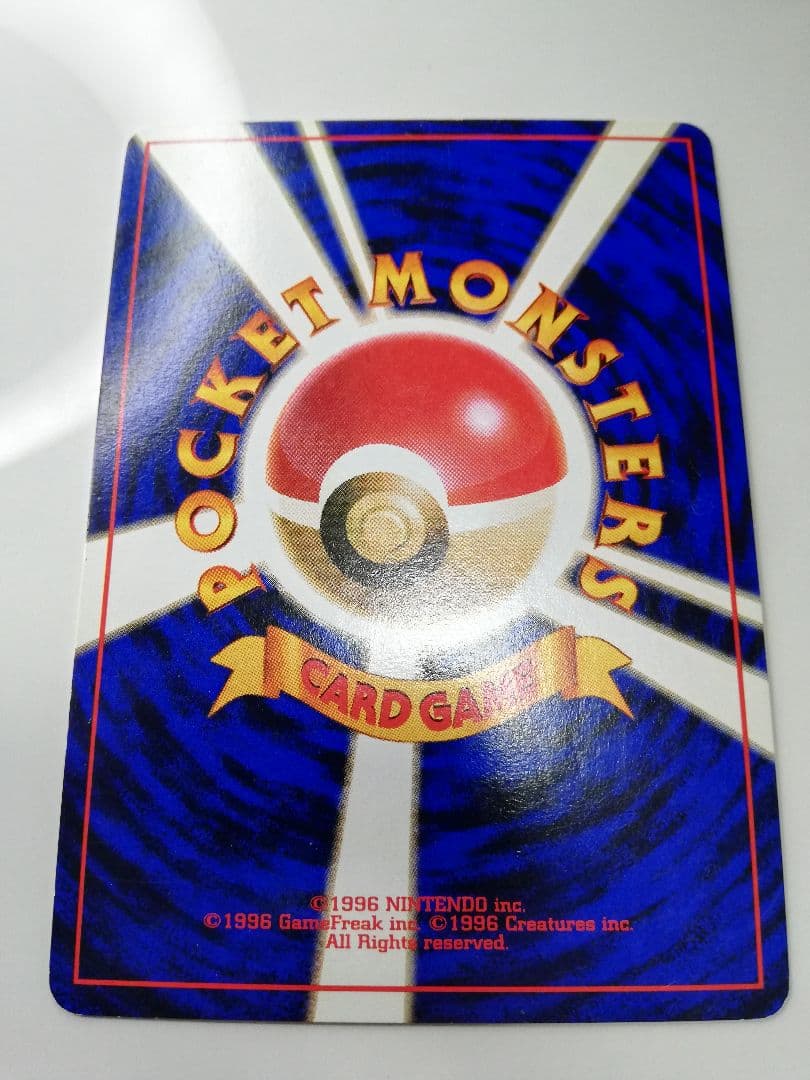 POCKET MONSTERS
CARD GAME
©1996 NINTENDO inc.
©1996 GameFreak inc. ©1996 Creatures inc.
All Rights reserved.